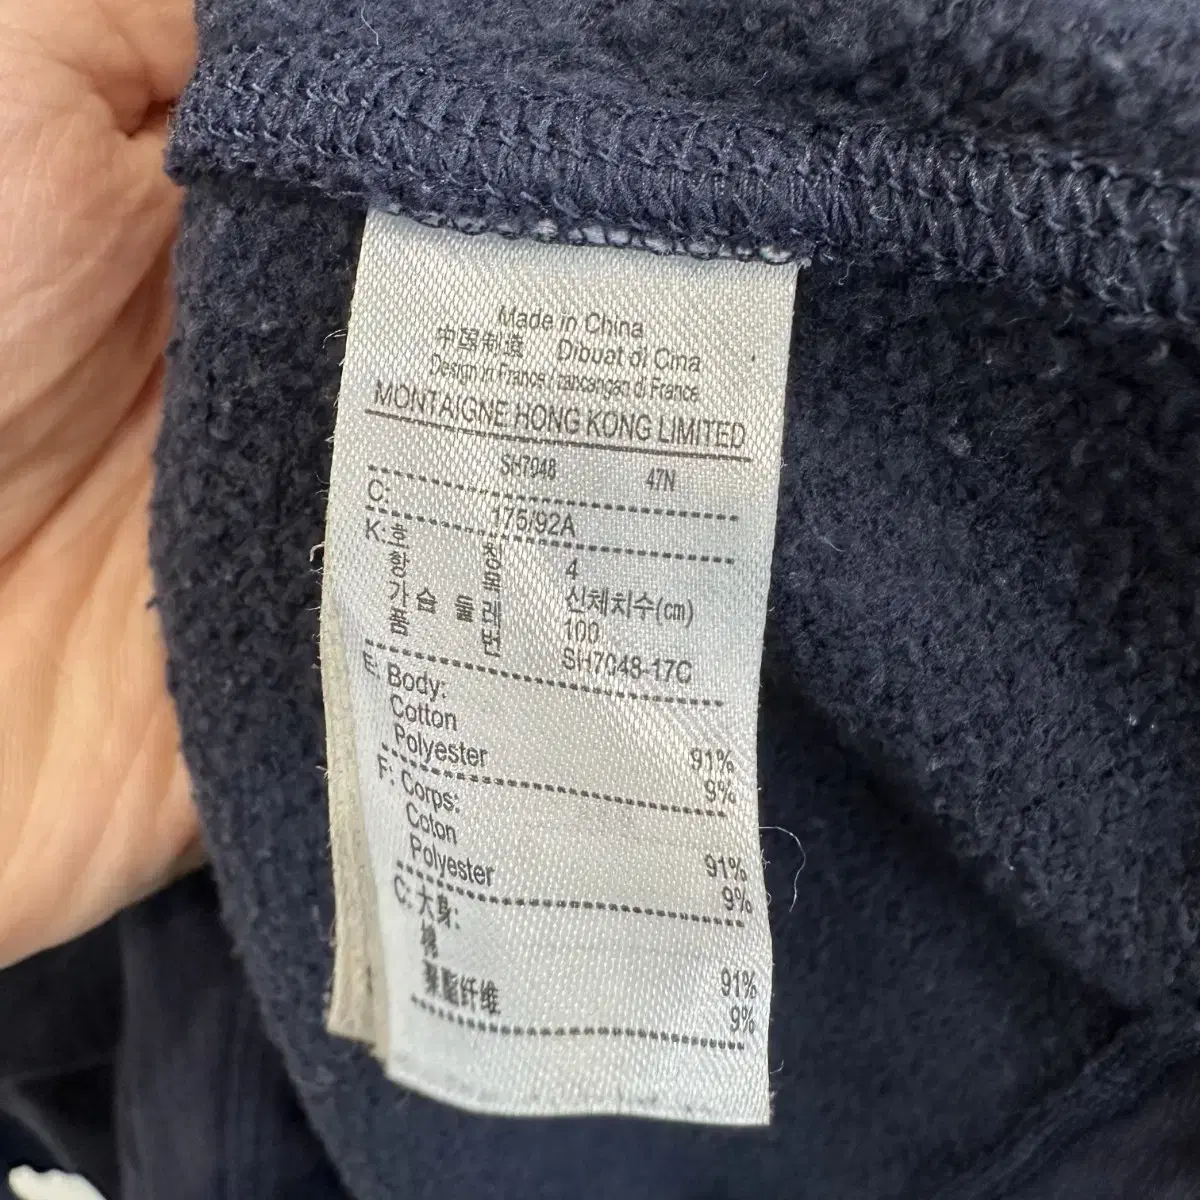 Made in China
中国制造 Dibuat di Cina
Design in France / rancangan di France
MONTAIGNE HONG KONG LIMITED
SH7048 47N
C: 175/92A
K: 호칭 4
항목 신체치수(cm)
가슴둘레 100
품번 SH7048-17C
E: Body:
Cotton 91%
Polyester 9%
F: Corps:
Coton 91%
Polyester 9%
C: 大身:
棉 91%
聚酯纤维 9%